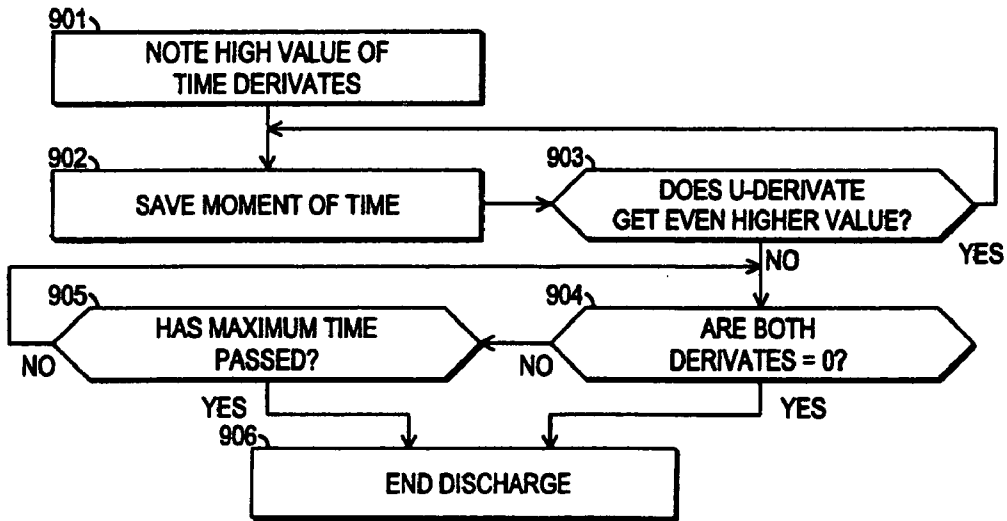 901
NOTE HIGH VALUE OF
TIME DERIVATES
902
SAVE MOMENT OF TIME
903
DOES U-DERIVATE
GET EVEN HIGHER VALUE?
YES
NO
904
ARE BOTH
DERIVATES = 0?
NO
YES
905
HAS MAXIMUM TIME
PASSED?
NO
YES
906
END DISCHARGE